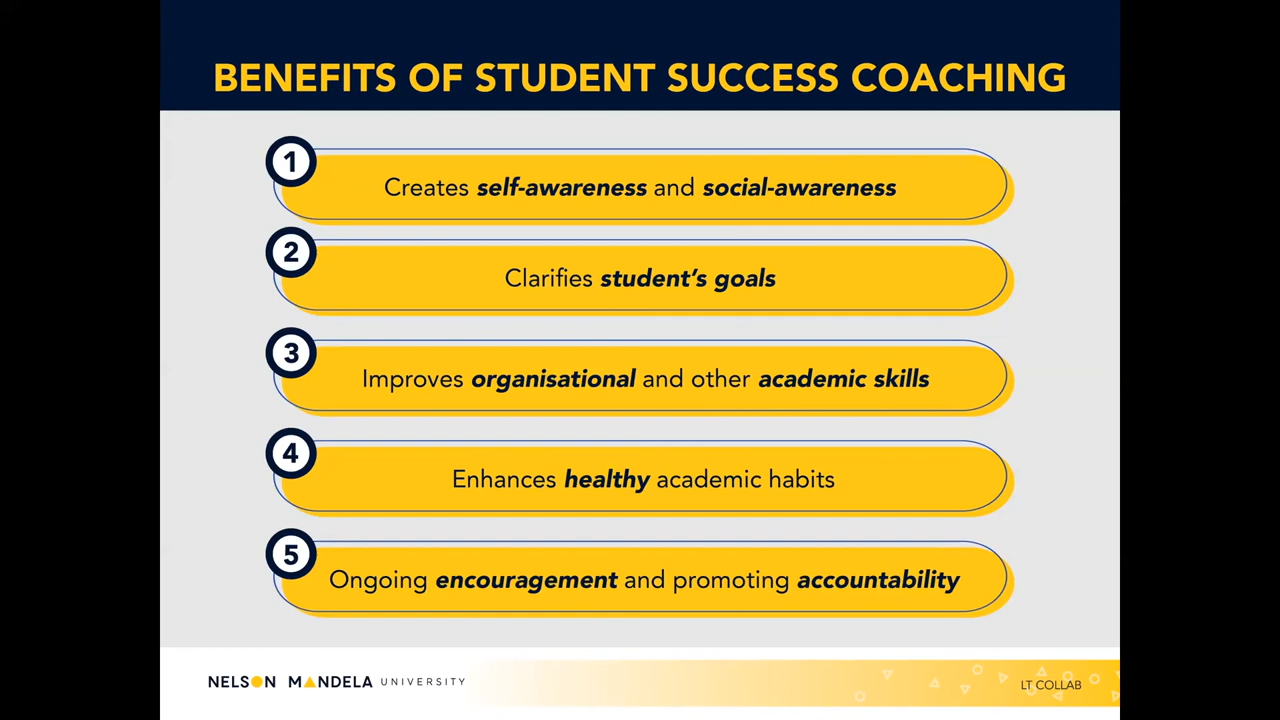 BENEFITS OF STUDENT SUCCESS COACHING
1
Creates self-awareness and social-awareness
2
Clarifies student's goals
3
Improves organisational and other academic skills
4
Enhances healthy academic habits
5
Ongoing encouragement and promoting accountability
NELSON MANDELA UNIVERSITY
LT COLLAB